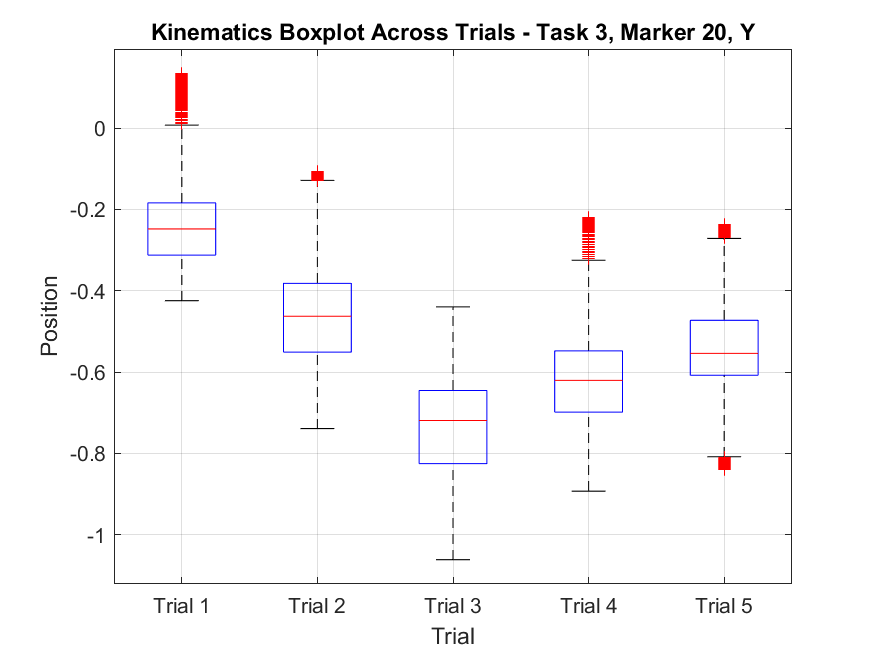 Kinematics Boxplot Across Trials - Task 3, Marker 20, Y
Position
0
-0.2
-0.4
-0.6
-0.8
-1
Trial 1
Trial 2
Trial 3
Trial 4
Trial 5
Trial